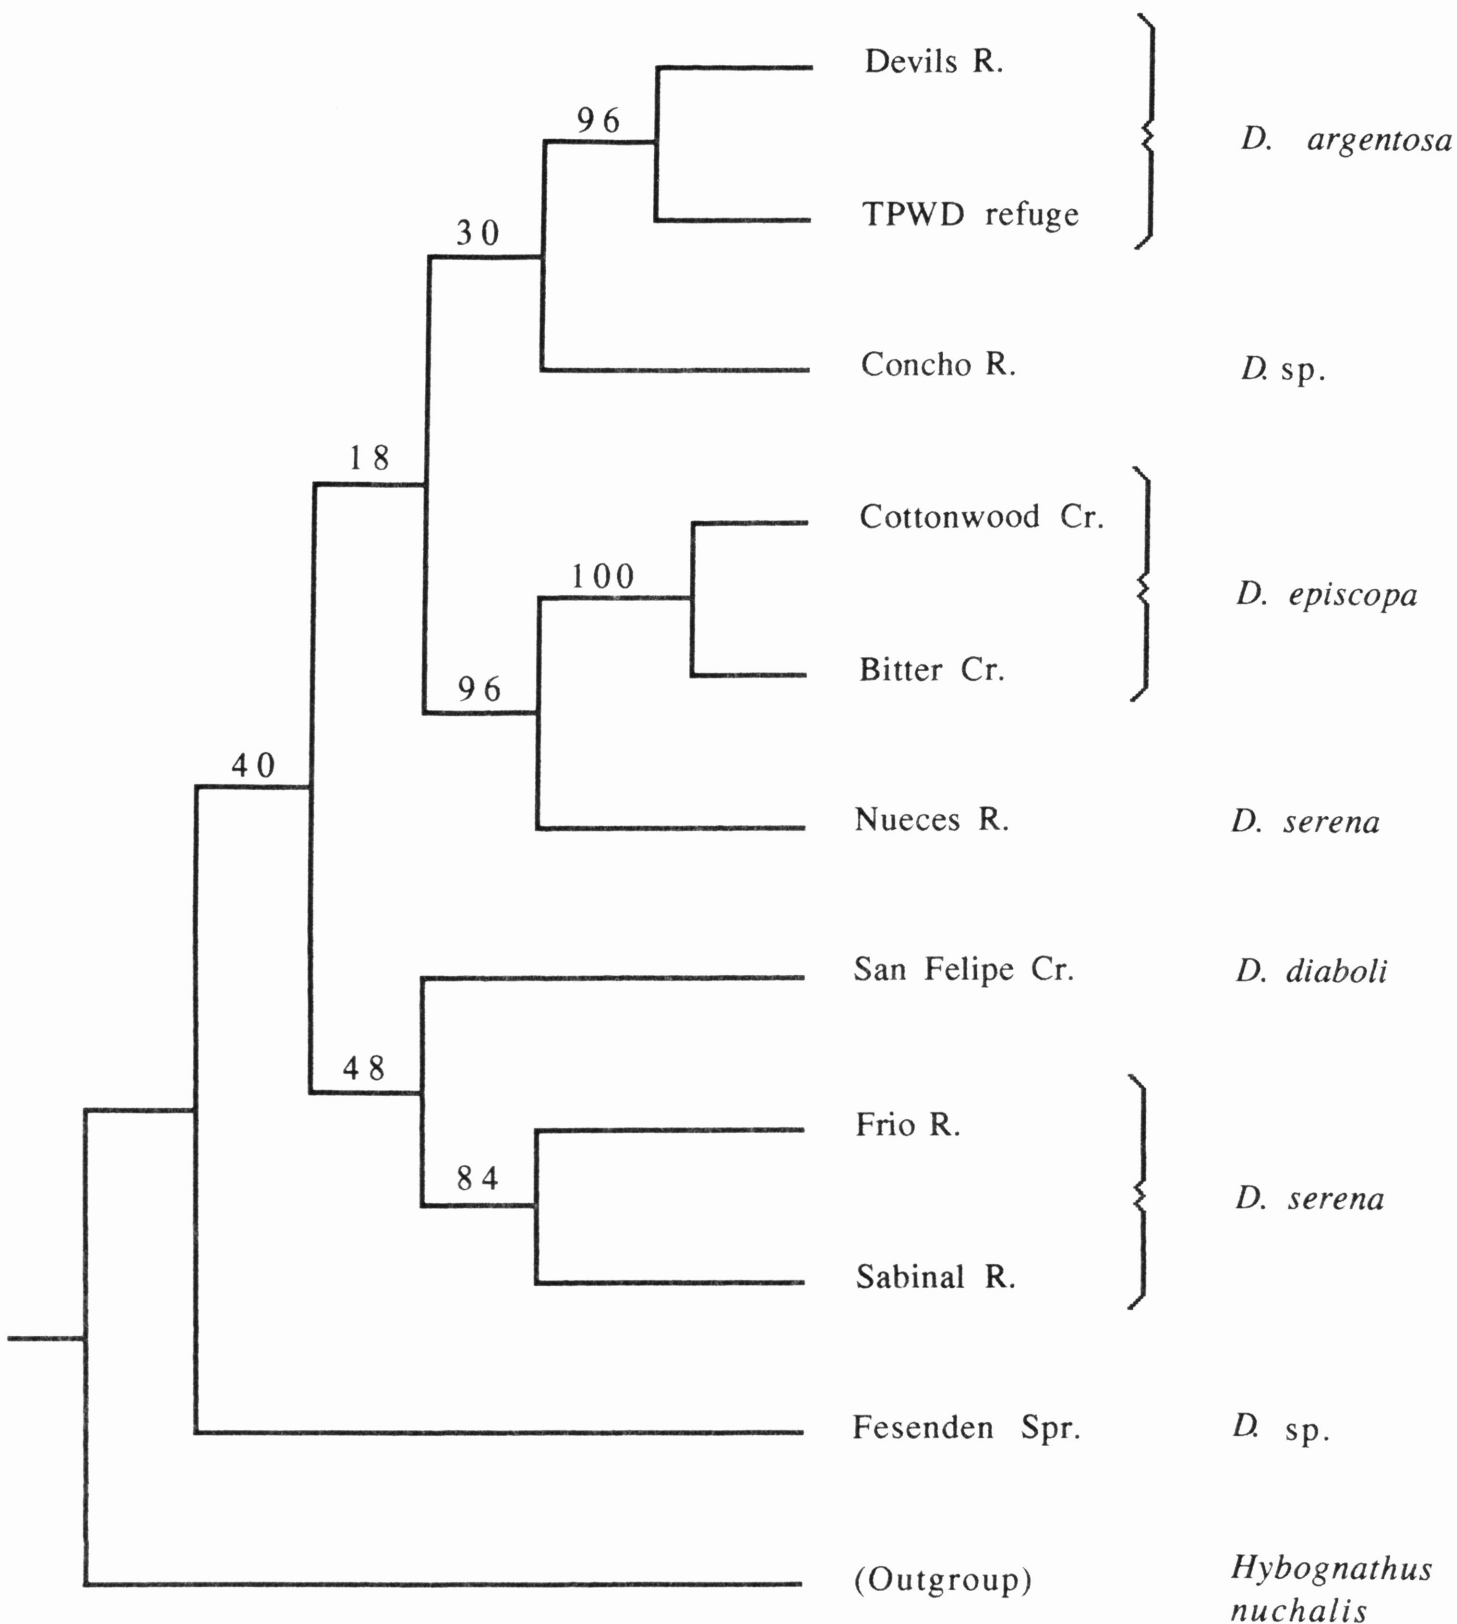 Devils R.
96
D. argentosa
TPWD refuge
30
Concho R. D. sp.
18
Cottonwood Cr.
100
D. episcopa
Bitter Cr.
96
40
Nueces R. D. serena
San Felipe Cr. D. diaboli
48
Frio R.
84
D. serena
Sabinal R.
Fesenden Spr. D. sp.
(Outgroup) Hybognathus
nuchalis